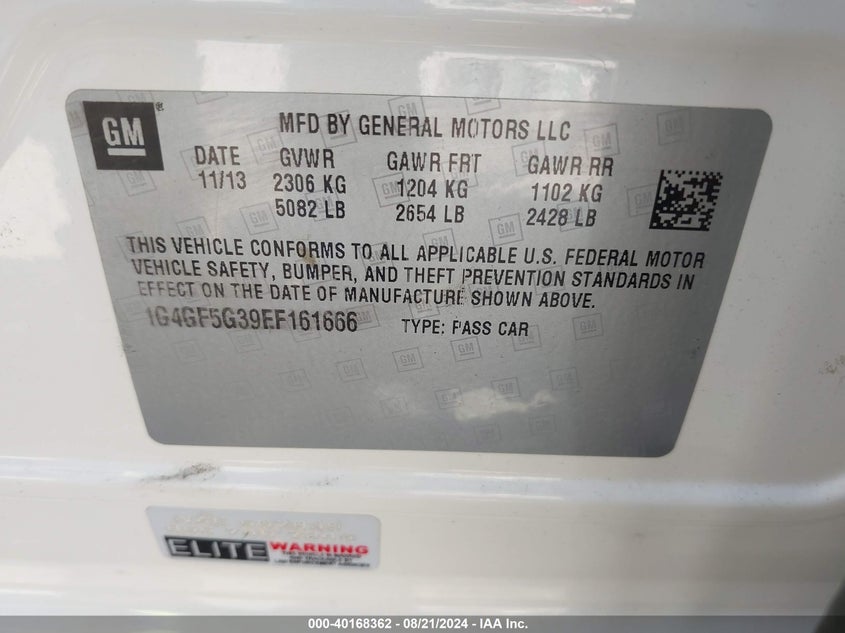 GM
MFD BY GENERAL MOTORS LLC
DATE GVWR GAWR FRT GAWR RR
11/13 2306 KG 1204 KG 1102 KG
5082 LB 2654 LB 2428 LB
THIS VEHICLE CONFORMS TO ALL APPLICABLE U.S. FEDERAL MOTOR
VEHICLE SAFETY, BUMPER, AND THEFT PREVENTION STANDARDS IN
EFFECT ON THE DATE OF MANUFACTURE SHOWN ABOVE.
1G4GF5G39EF161666 TYPE: PASS CAR
ELITE WARNING
000-40168362 - 08/21/2024 - IAA Inc.